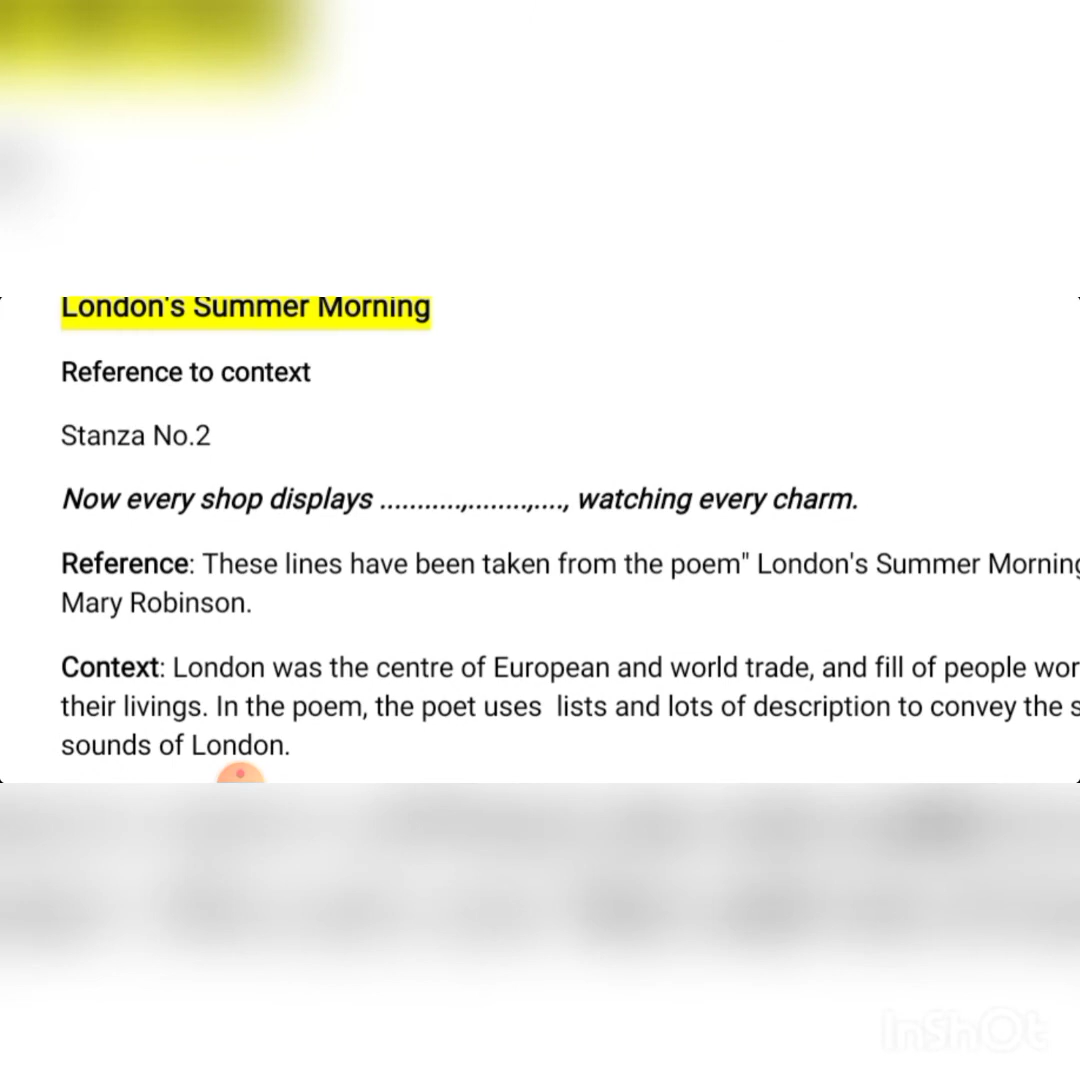 London's Summer Morning
Reference to context
Stanza No.2
Now every shop displays ...........,........,...., watching every charm.
Reference: These lines have been taken from the poem" London's Summer Morning
Mary Robinson.
Context: London was the centre of European and world trade, and fill of people wor
their livings. In the poem, the poet uses  lists and lots of description to convey the s
sounds of London.
InShOt